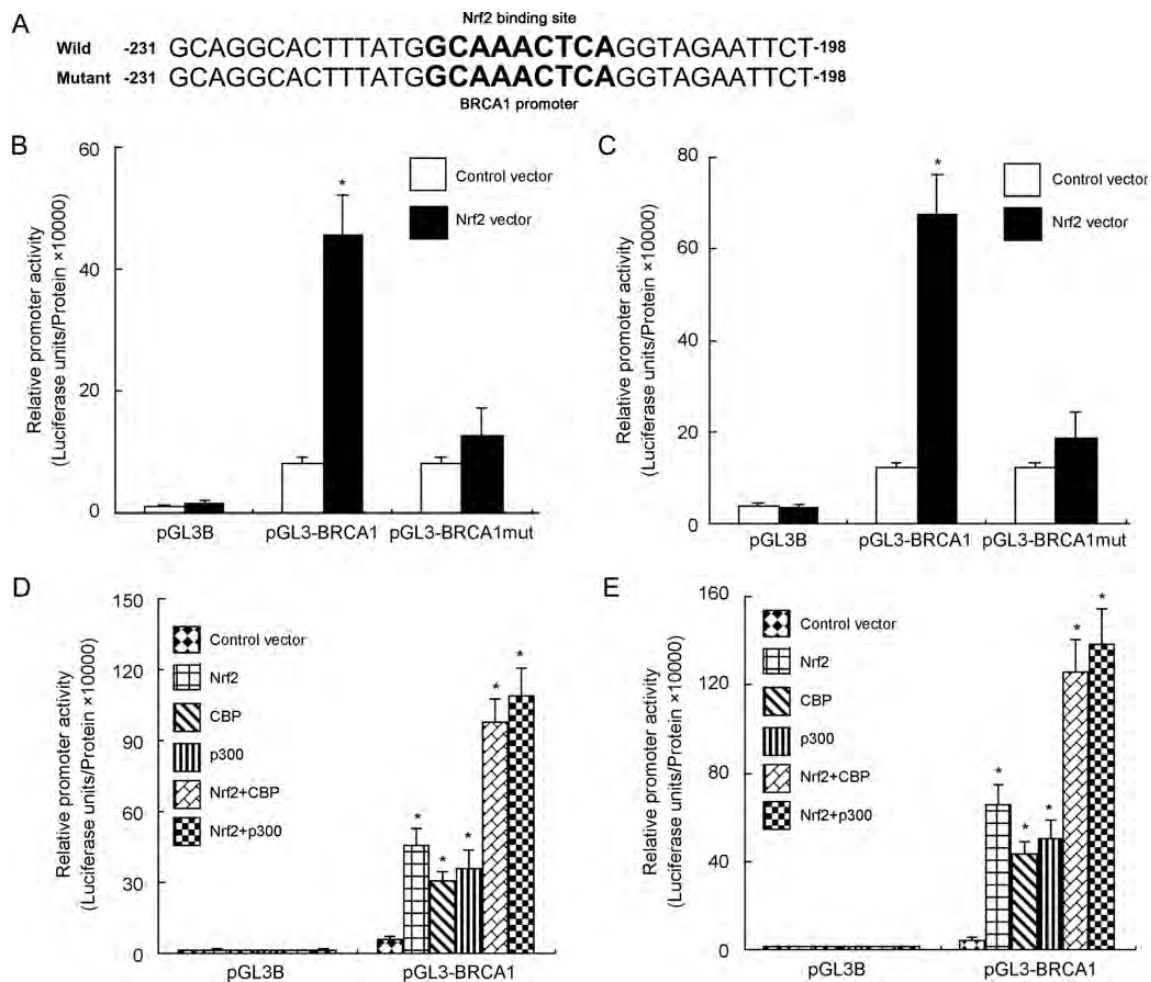 A
Nrf2 binding site
Wild -231 GCAGGCACTTTATGGCAAACTCAGGTAGAATTCT-198
Mutant -231 GCAGGCACTTTATGGCAAACTCAGGTAGAATTCT-198
BRCA1 promoter
B
Relative promoter activity
(Luciferase units/Protein ×10000)
60
40
20
0
*
Control vector
Nrf2 vector
pGL3B pGL3-BRCA1 pGL3-BRCA1mut
C
Relative promoter activity
(Luciferase units/Protein ×10000)
80
60
40
20
0
*
Control vector
Nrf2 vector
pGL3B pGL3-BRCA1 pGL3-BRCA1mut
D
Relative promoter activity
(Luciferase units/Protein ×10000)
150
120
90
60
30
0
Control vector
Nrf2
CBP
p300
Nrf2+CBP
Nrf2+p300
* * * * *
pGL3B pGL3-BRCA1
E
Relative promoter activity
(Luciferase units/Protein ×10000)
160
120
80
40
0
Control vector
Nrf2
CBP
p300
Nrf2+CBP
Nrf2+p300
* * * * *
pGL3B pGL3-BRCA1